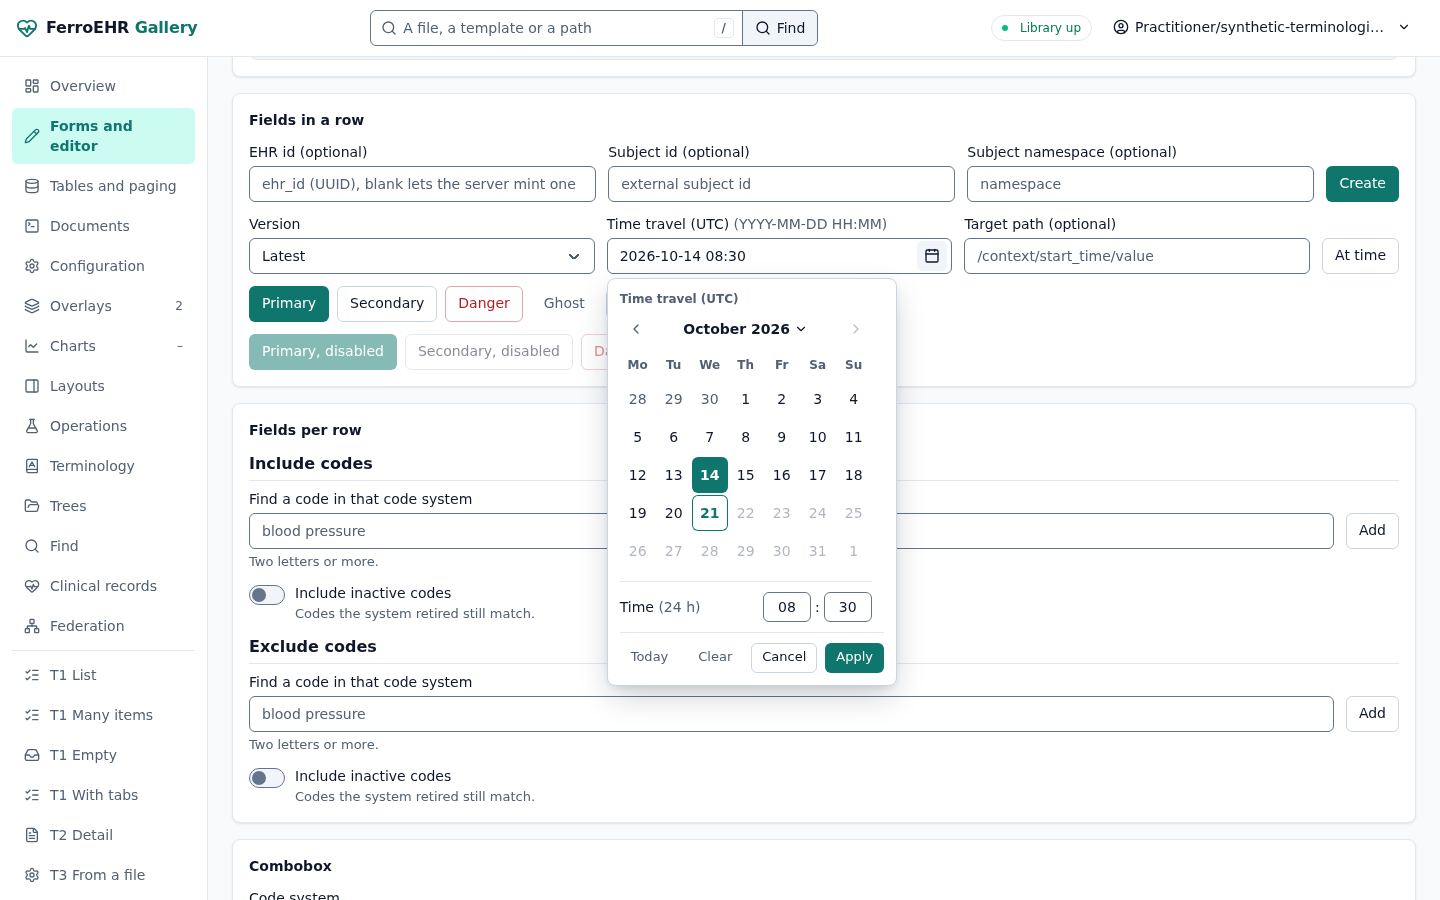 FerroEHR Gallery
A file, a template or a path
/
Find
Library up
Practitioner/synthetic-terminologi...
Overview
Forms and
editor
Tables and paging
Documents
Configuration
Overlays 2
Charts –
Layouts
Operations
Terminology
Trees
Find
Clinical records
Federation
T1 List
T1 Many items
T1 Empty
T1 With tabs
T2 Detail
T3 From a file
Fields in a row
EHR id (optional) Subject id (optional) Subject namespace (optional)
ehr_id (UUID), blank lets the server mint one external subject id namespace Create
Version Time travel (UTC) (YYYY-MM-DD HH:MM) Target path (optional)
Latest 2026-10-14 08:30 /context/start_time/value At time
Primary Secondary Danger Ghost
Primary, disabled Secondary, disabled
Time travel (UTC)
October 2026
Mo Tu We Th Fr Sa Su
28 29 30 1 2 3 4
5 6 7 8 9 10 11
12 13 14 15 16 17 18
19 20 21 22 23 24 25
26 27 28 29 30 31 1
Time (24 h) 08 : 30
Today Clear Cancel Apply
Fields per row
Include codes
Find a code in that code system
blood pressure Add
Two letters or more.
Include inactive codes
Codes the system retired still match.
Exclude codes
Find a code in that code system
blood pressure Add
Two letters or more.
Include inactive codes
Codes the system retired still match.
Combobox
Code system